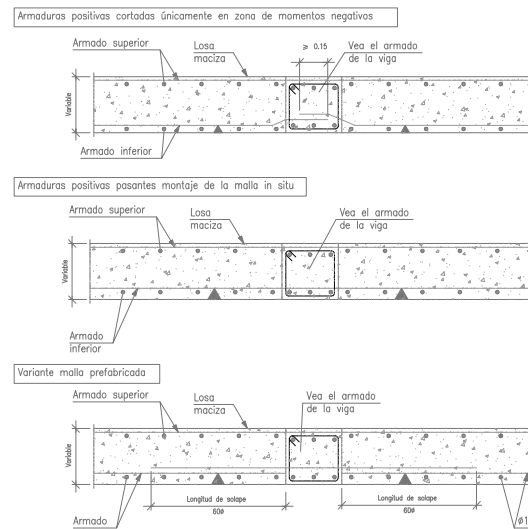 Armaduras positivas cortadas únicamente en zona de momentos negativos
Armado superior
Losa
maciza
≥ 0.15
Vea el armado
de la viga
Variable
Armado inferior
Armaduras positivas pasantes montaje de la malla in situ
Armado superior
Losa
maciza
Vea el armado
de la viga
Variable
Armado
inferior
Variante malla prefabricada
Armado superior
Losa
maciza
Vea el armado
de la viga
Variable
Armado
Longitud de solape
60ø
Longitud de solape
60ø
ø1